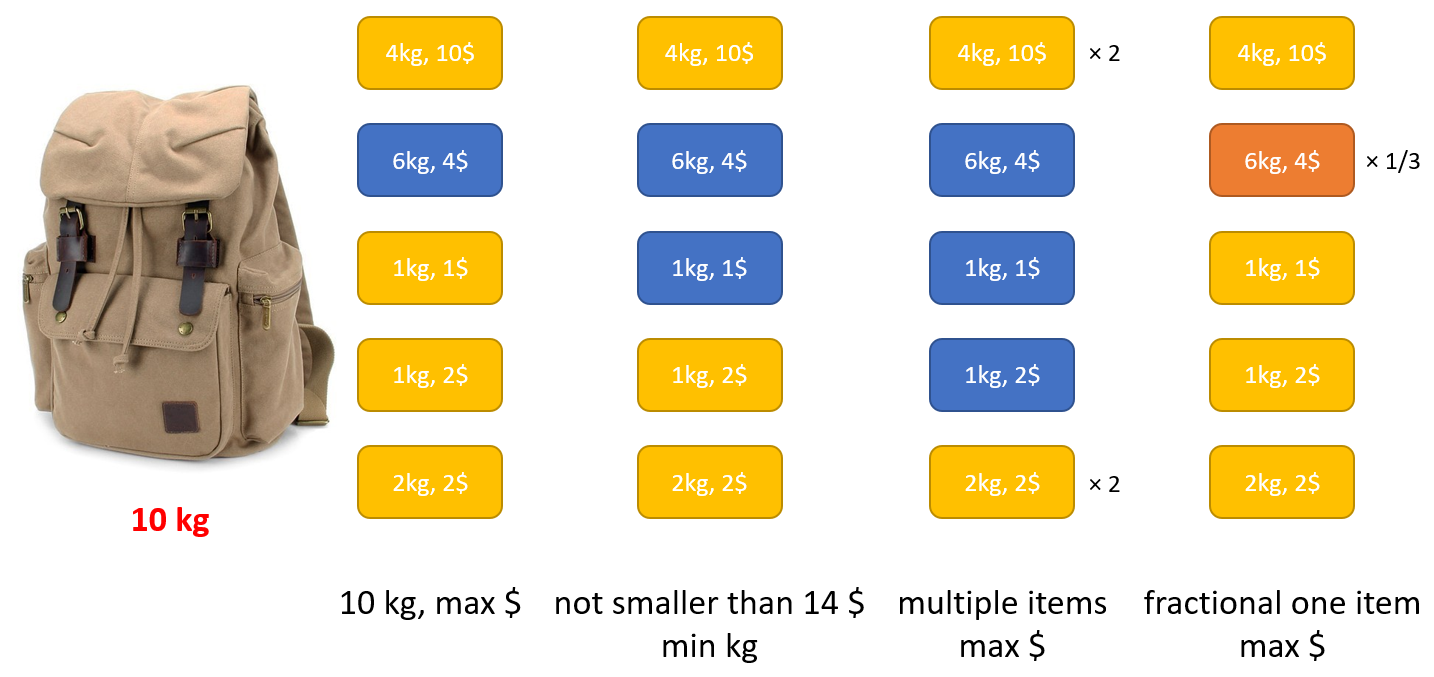 4kg, 10$
6kg, 4$
1kg, 1$
1kg, 2$
2kg, 2$
10 kg, max $
4kg, 10$
6kg, 4$
1kg, 1$
1kg, 2$
2kg, 2$
not smaller than 14 $
min kg
4kg, 10$ × 2
6kg, 4$
1kg, 1$
1kg, 2$
2kg, 2$ × 2
multiple items
max $
4kg, 10$
6kg, 4$ × 1/3
1kg, 1$
1kg, 2$
2kg, 2$
fractional one item
max $
10 kg